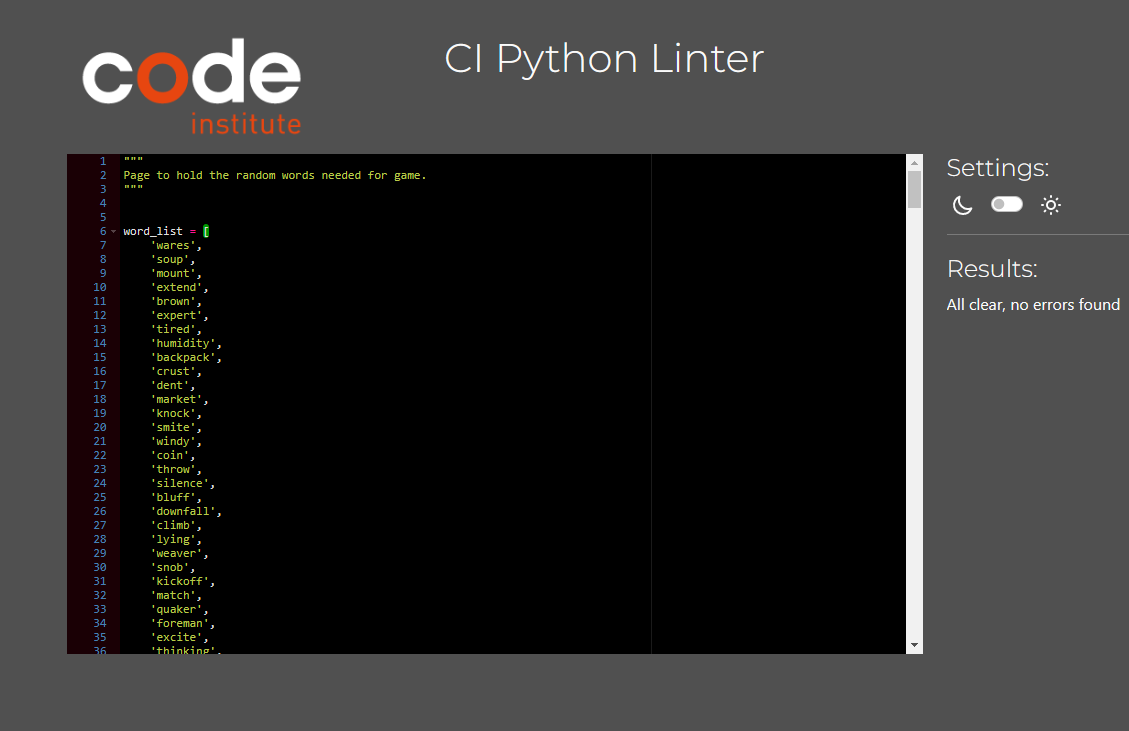 code
institute
CI Python Linter
1 """
2 Page to hold the random words needed for game.
3 """
4
5
6 word_list = [
7 'wares',
8 'soup',
9 'mount',
10 'extend',
11 'brown',
12 'expert',
13 'tired',
14 'humidity',
15 'backpack',
16 'crust',
17 'dent',
18 'market',
19 'knock',
20 'smite',
21 'windy',
22 'coin',
23 'throw',
24 'silence',
25 'bluff',
26 'downfall',
27 'climb',
28 'lying',
29 'weaver',
30 'snob',
31 'kickoff',
32 'match',
33 'quaker',
34 'foreman',
35 'excite',
36 'thinking',
Settings:
Results:
All clear, no errors found